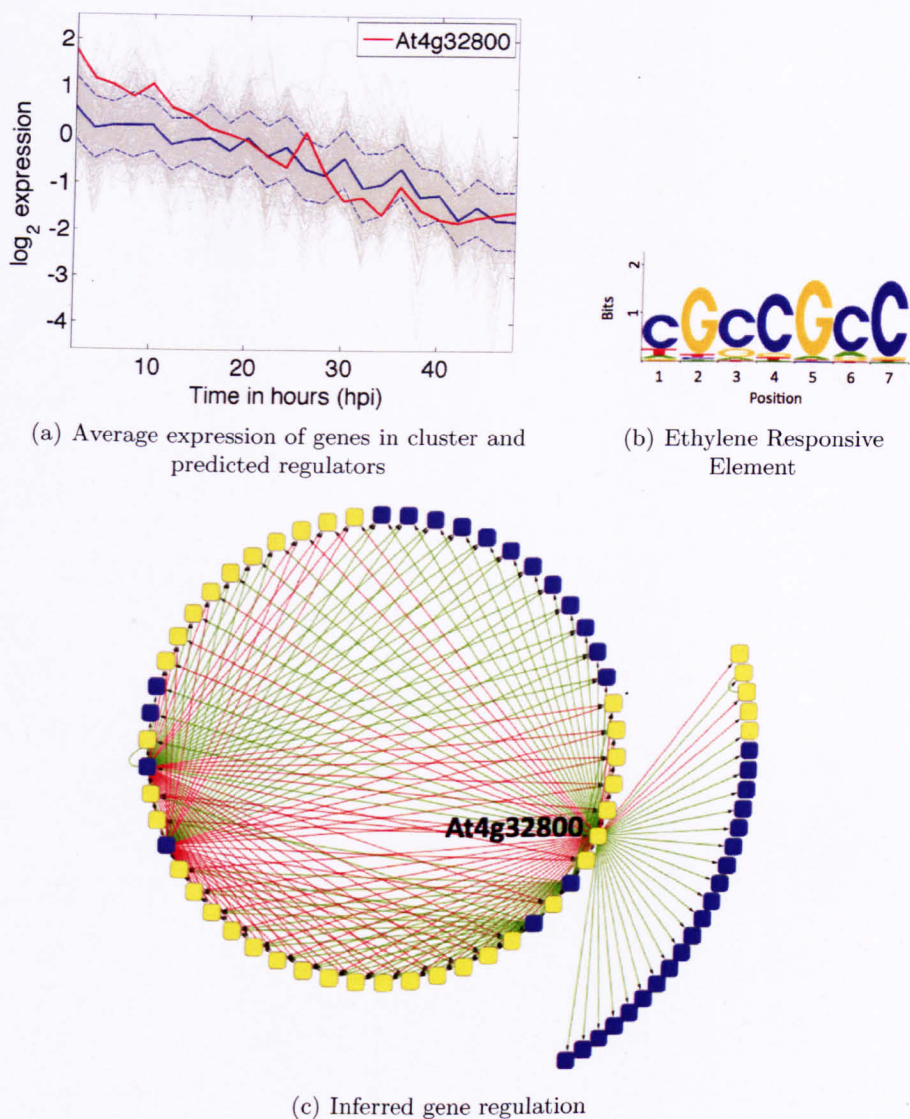 At4g32800
2
1
0
-1
-2
-3
-4
log2 expression
10
20
30
40
Time in hours (hpi)
(a) Average expression of genes in cluster and
predicted regulators
2
1
Bits
CGCCGCC
1 2 3 4 5 6 7
Position
(b) Ethylene Responsive
Element
At4g32800
(c) Inferred gene regulation